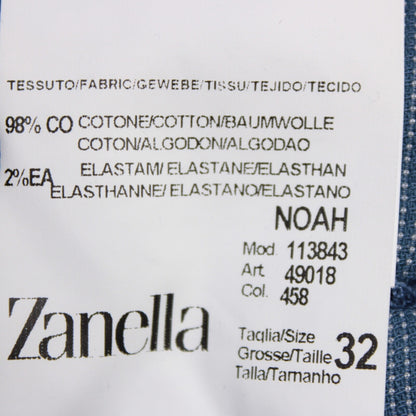 TESSUTO/FABRIC/GEWEBE/TISSU/TEJIDO/TECIDO
98% CO COTONE/COTTON/BAUMWOLLE
COTON/ALGODON/ALGODAO
2% EA ELASTAM/ ELASTANE/ELASTHAN
ELASTHANNE/ ELASTANO/ELASTANO
NOAH
Mod. 113843
Art. 49018
Col. 458
Zanella
Taglia/Size
Grosse/Taille 32
Talla/Tamanho